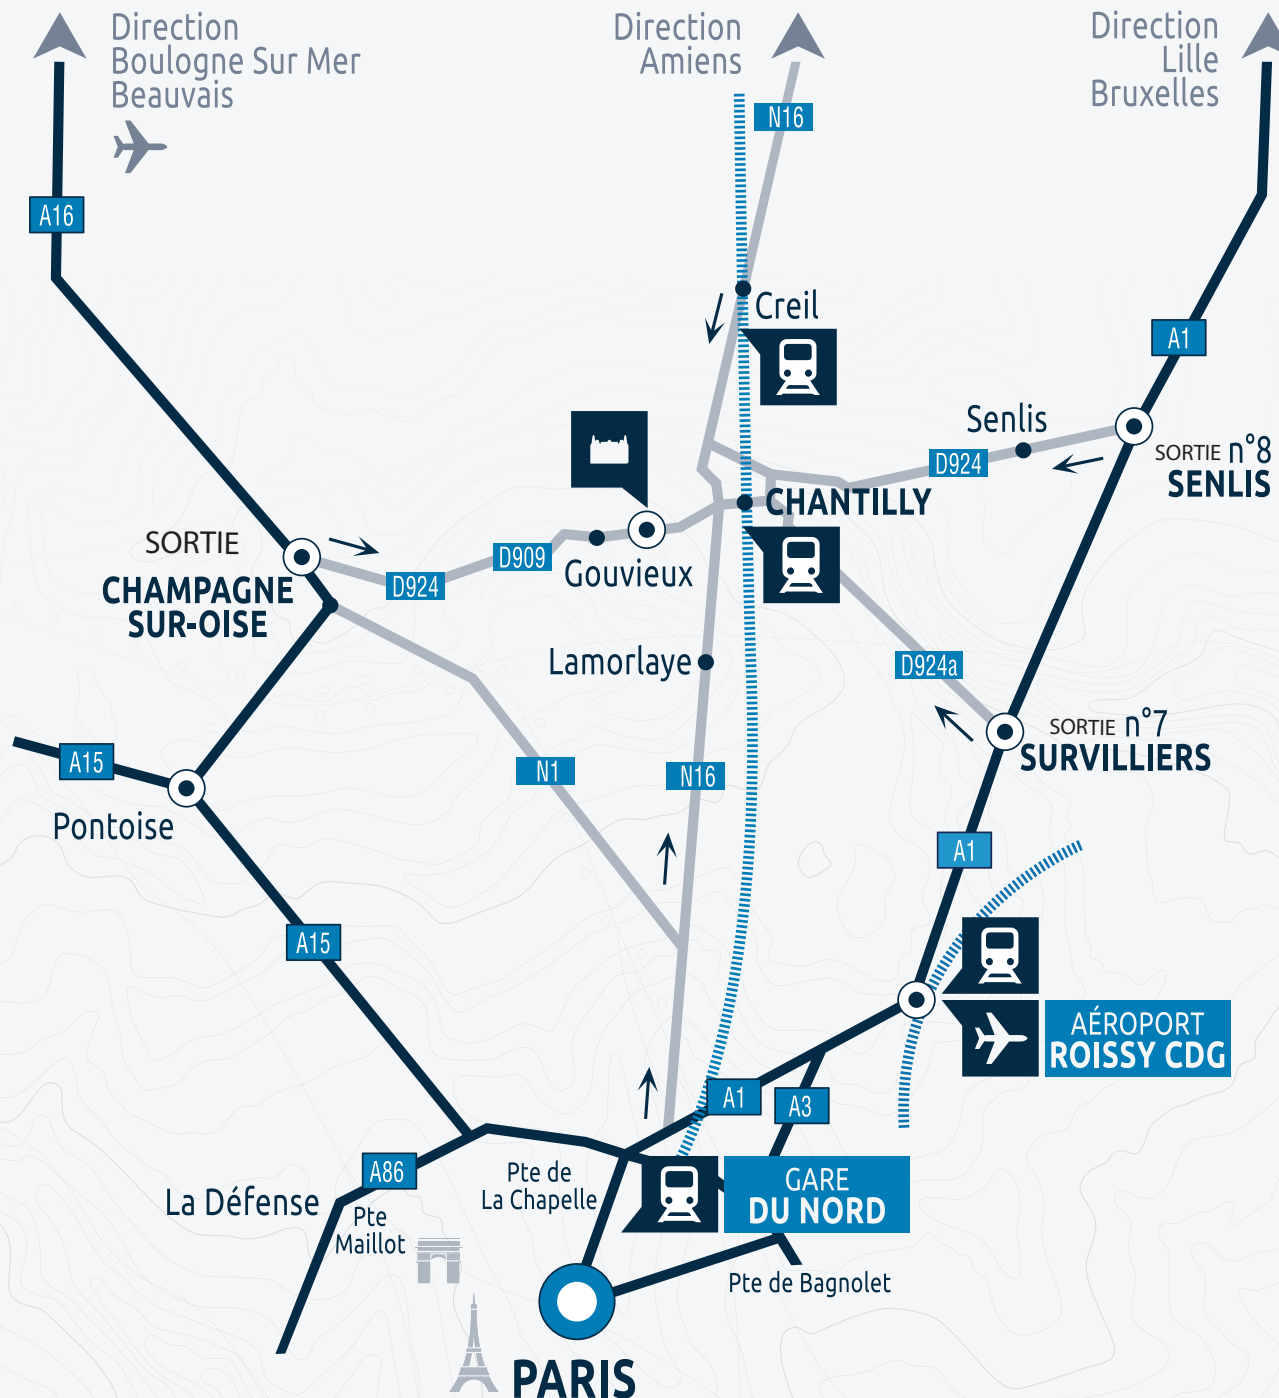 Direction
Boulogne Sur Mer
Beauvais
Direction
Amiens
Direction
Lille
Bruxelles
N16
A16
Creil
A1
Senlis
D924
SORTIE n°8
SENLIS
CHANTILLY
SORTIE
CHAMPAGNE
SUR-OISE
D924
D909
Gouvieux
Lamorlaye
D924a
SORTIE n°7
SURVILLIERS
A15
Pontoise
N1
N16
A1
A15
AÉROPORT
ROISSY CDG
A1
A3
A86
La Défense
Pte de
La Chapelle
GARE
DU NORD
Pte
Maillot
Pte de Bagnolet
PARIS